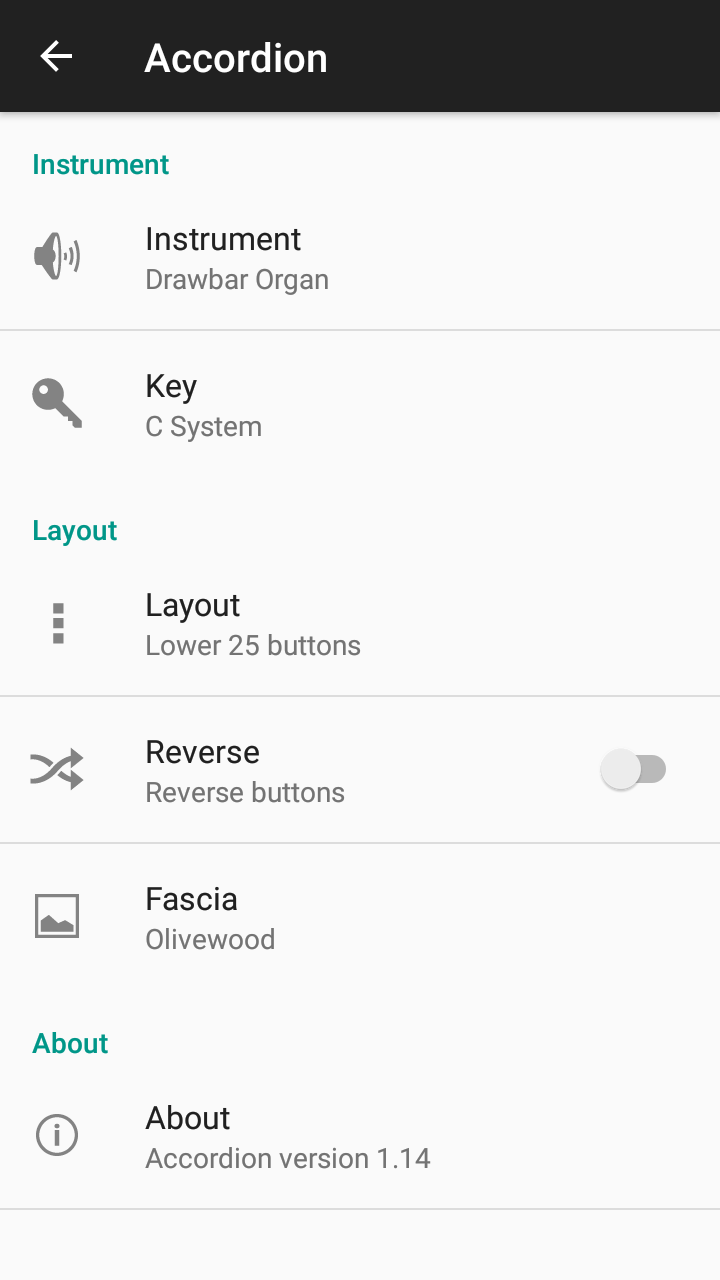 Accordion
Instrument
Instrument
Drawbar Organ
Key
C System
Layout
Layout
Lower 25 buttons
Reverse
Reverse buttons
Fascia
Olivewood
About
About
Accordion version 1.14